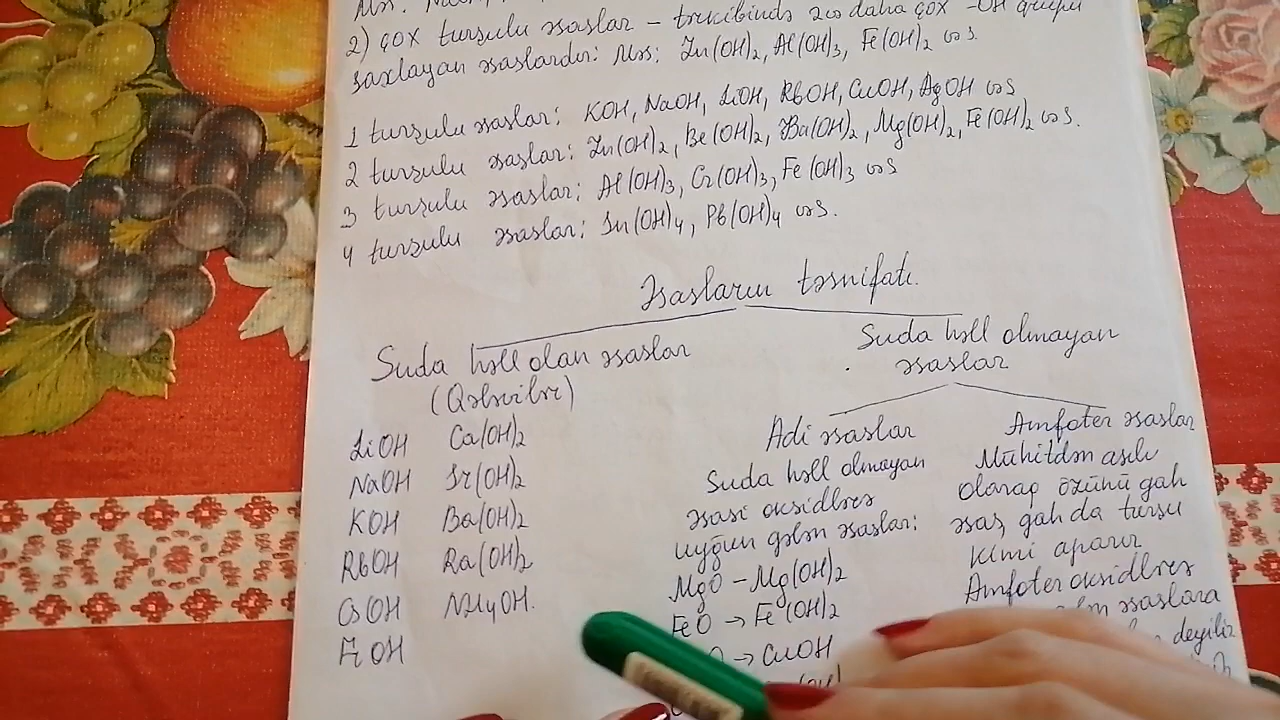 2) çox turşulu əsaslar – tərkibində 2 və daha çox –OH qrupu
saxlayan əsaslardır: Məs: Zn(OH)2, Al(OH)3, Fe(OH)2 və s.
1 turşulu əsaslar: KOH, NaOH, LiOH, RbOH, CuOH, AgOH və s
2 turşulu əsaslar: Zn(OH)2, Be(OH)2, Ba(OH)2, Mg(OH)2, Fe(OH)2 və s.
3 turşulu əsaslar: Al(OH)3, Cr(OH)3, Fe(OH)3 və s
4 turşulu əsaslar: Sn(OH)4, Pb(OH)4 və s.
Əsasların təsnifatı.
Suda həll olan əsaslar
(Qələvilər)
LiOH Ca(OH)2
NaOH Sr(OH)2
KOH Ba(OH)2
RbOH Ra(OH)2
CsOH NH4OH.
FrOH
Suda həll olmayan
əsaslar
Adi əsaslar
Suda həll olmayan
əsasi oksidlərə
uyğun gələn əsaslar:
MgO – Mg(OH)2
FeO → Fe(OH)2
→ CuOH
Amfoter əsaslar
Mühitdən asılı
olaraq özünü gah
əsas, gah da turşu
kimi aparır
Amfoter oksidlərə
əsaslara
deyilir